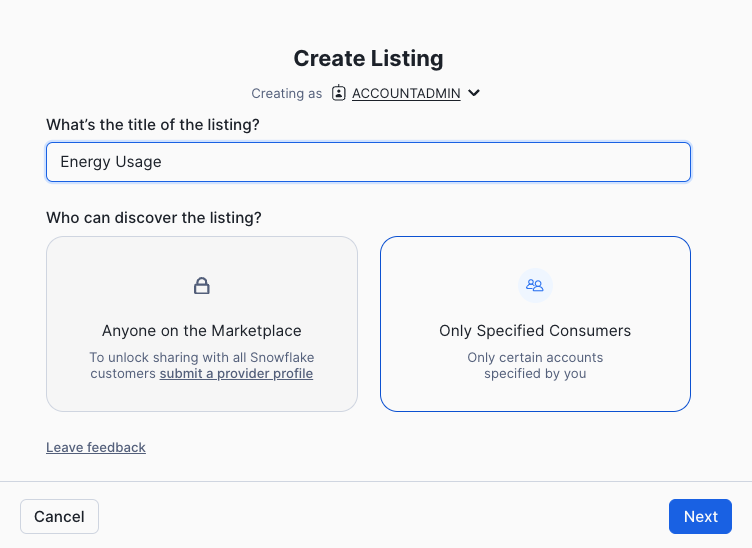 Create Listing
Creating as ACCOUNTADMIN
What's the title of the listing?
Energy Usage
Who can discover the listing?
Anyone on the Marketplace
To unlock sharing with all Snowflake
customers submit a provider profile
Only Specified Consumers
Only certain accounts
specified by you
Leave feedback
Cancel
Next